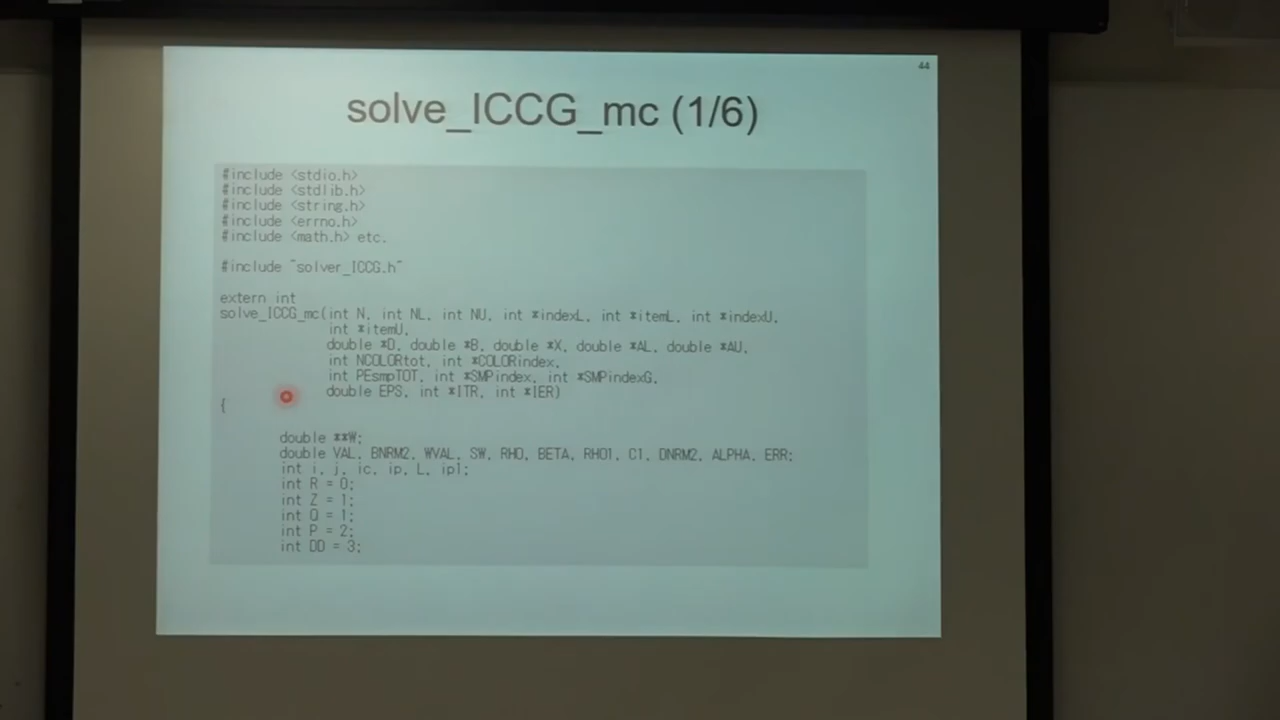 44
solve_ICCG_mc (1/6)
#include <stdio.h>
#include <stdlib.h>
#include <string.h>
#include <errno.h>
#include <math.h> etc.
#include "solver_ICCG.h"
extern int
solve_ICCG_mc(int N, int NL, int NU, int *indexL, int *itemL, int *indexU,
int *itemU,
double *D, double *B, double *X, double *AL, double *AU,
int NCOLORtot, int *COLORindex,
int PEsmpTOT, int *SMPindex, int *SMPindexG,
double EPS, int *ITR, int *IER)
{
double **W;
double VAL, BNRM2, WVAL, SW, RHO, BETA, RHO1, C1, DNRM2, ALPHA, ERR;
int i, j, ic, ip, L, ip1;
int R = 0;
int Z = 1;
int Q = 1;
int P = 2;
int DD = 3;